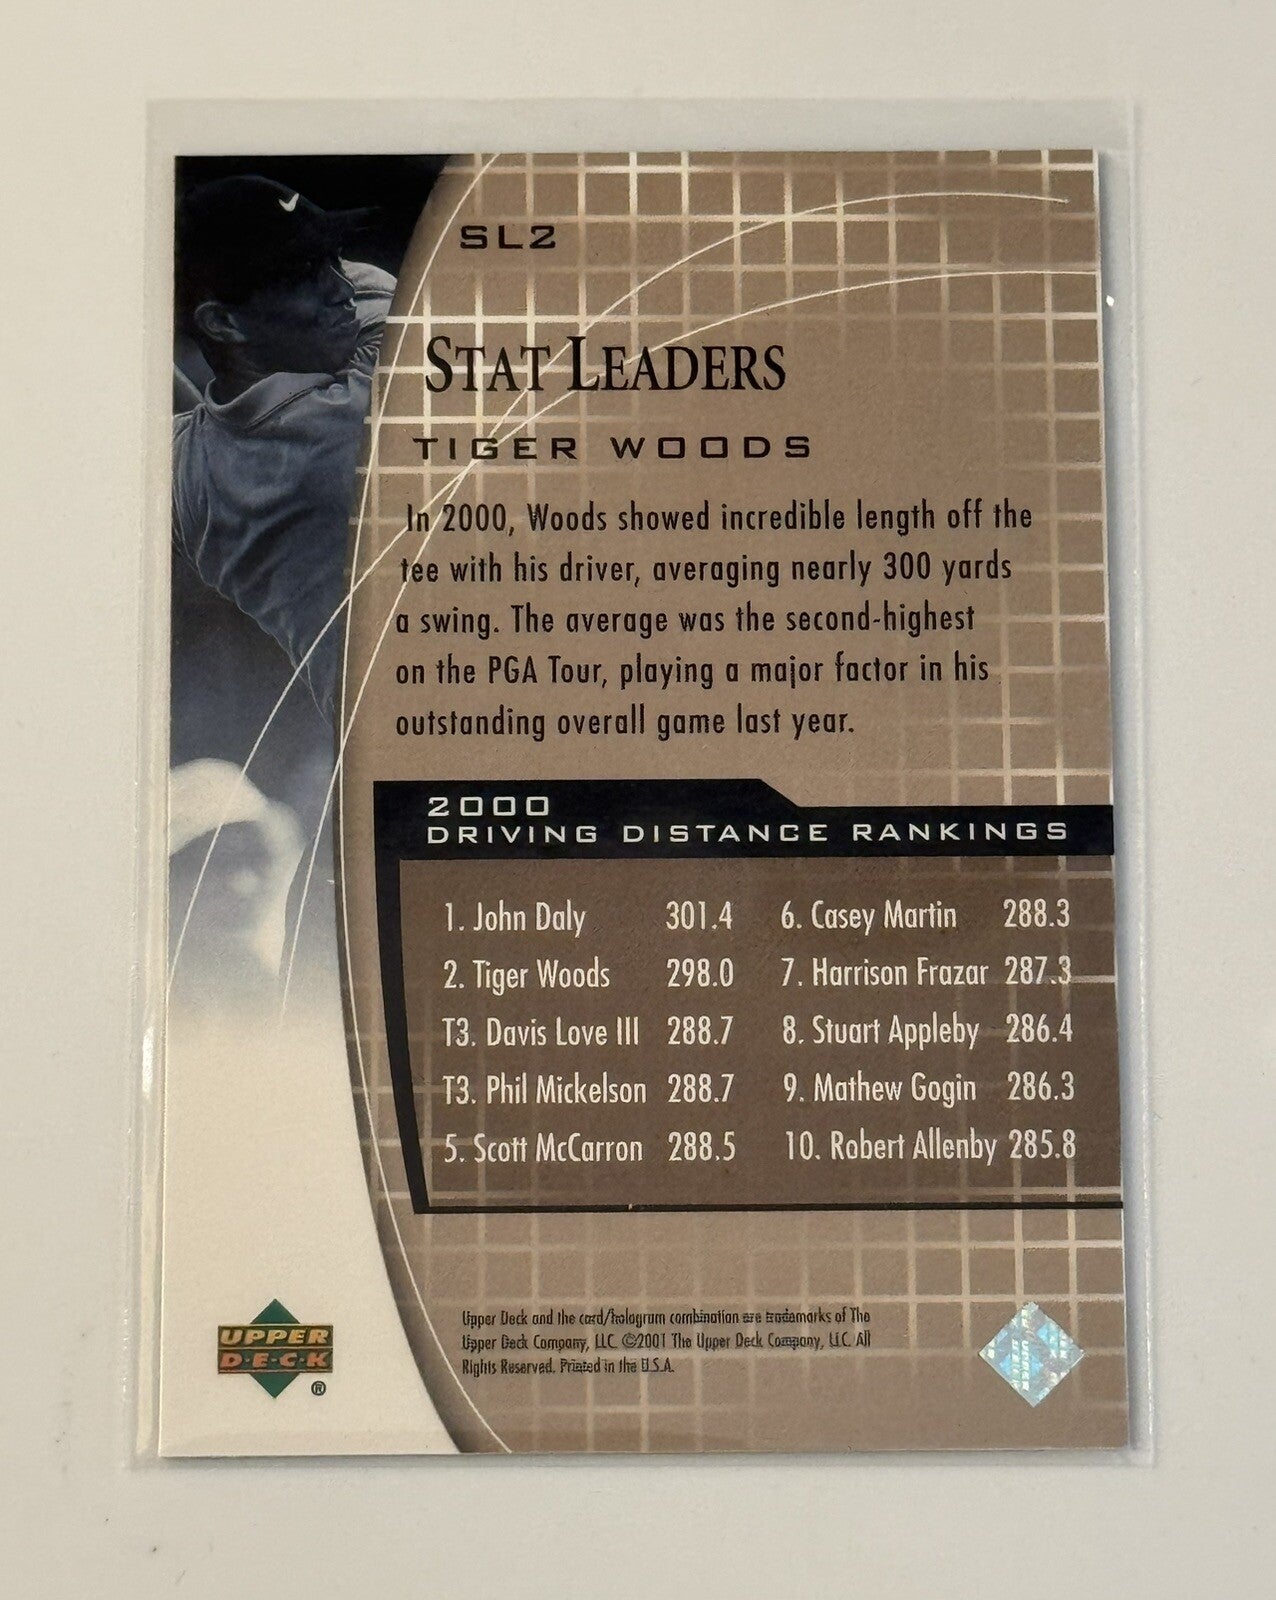 SL2
STAT LEADERS
TIGER WOODS
In 2000, Woods showed incredible length off the
tee with his driver, averaging nearly 300 yards
a swing. The average was the second-highest
on the PGA Tour, playing a major factor in his
outstanding overall game last year.
2000
DRIVING DISTANCE RANKINGS
1. John Daly 301.4
2. Tiger Woods 298.0
T3. Davis Love III 288.7
T3. Phil Mickelson 288.7
5. Scott McCarron 288.5
6. Casey Martin 288.3
7. Harrison Frazar 287.3
8. Stuart Appleby 286.4
9. Mathew Gogin 286.3
10. Robert Allenby 285.8
UPPER
D·E·C·K
®
Upper Deck and the card/hologram combination are trademarks of The
Upper Deck Company, LLC. ©2001 The Upper Deck Company, LLC. All
Rights Reserved. Printed in the U.S.A.